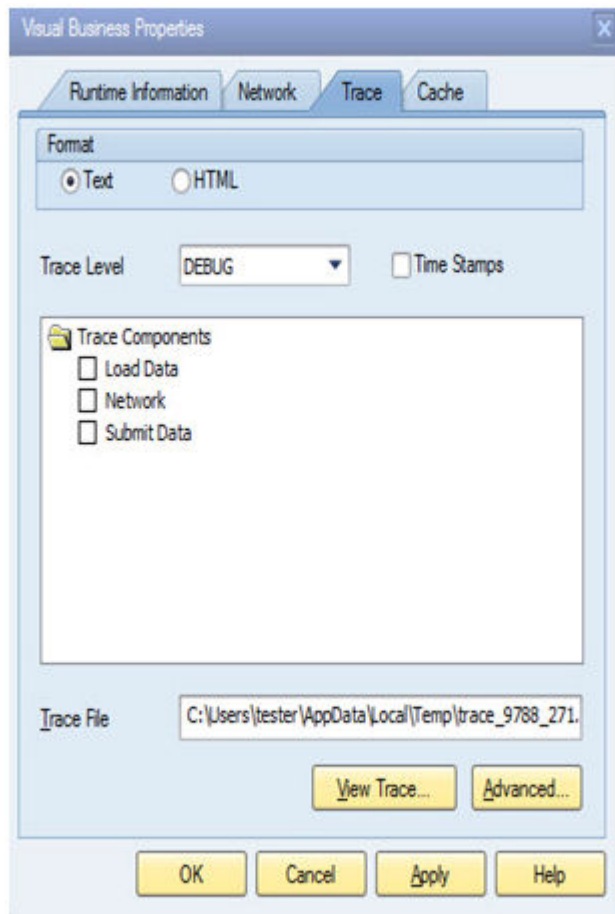 Visual Business Properties
Runtime Information Network Trace Cache
Format
Text HTML
Trace Level DEBUG Time Stamps
Trace Components
Load Data
Network
Submit Data
Trace File C:\Users\tester\AppData\Local\Temp\trace_9788_271.
View Trace... Advanced...
OK Cancel Apply Help